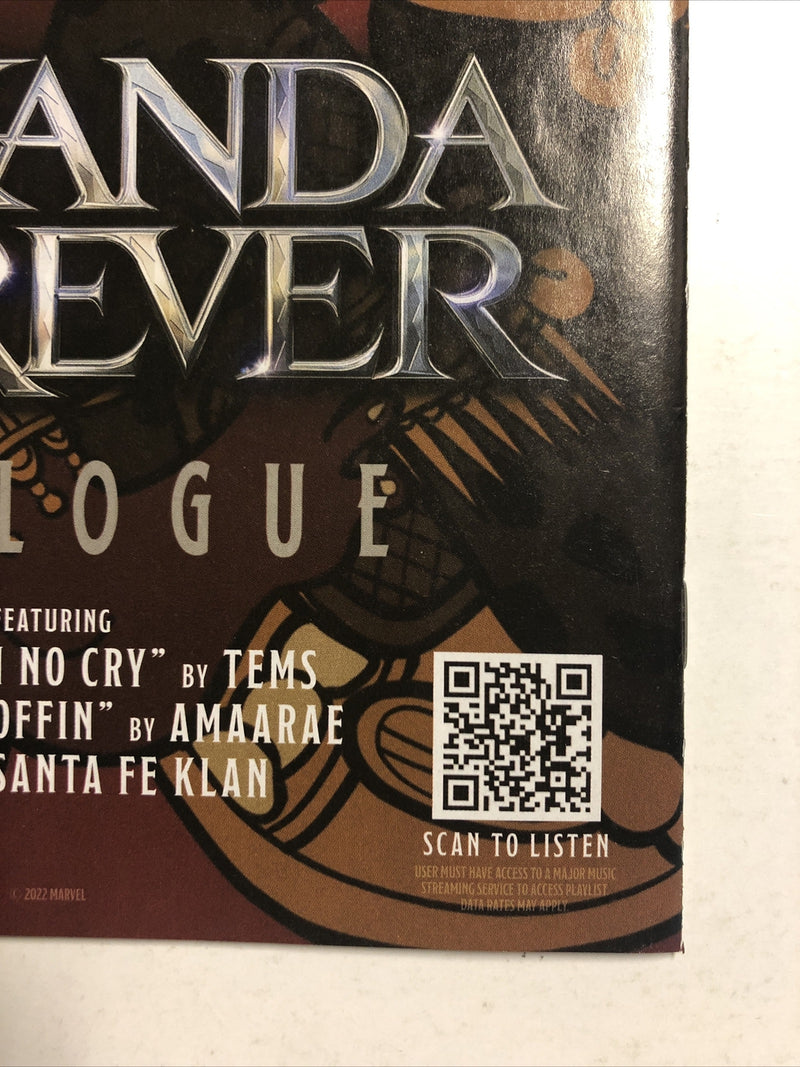 ANDA
REVER
LOGUE
FEATURING
NO CRY” BY TEMS
OFFIN” BY AMAARAE
SANTA FE KLAN
SCAN TO LISTEN
USER MUST HAVE ACCESS TO A MAJOR MUSIC
STREAMING SERVICE TO ACCESS PLAYLIST.
DATA RATES MAY APPLY.
© 2022 MARVEL